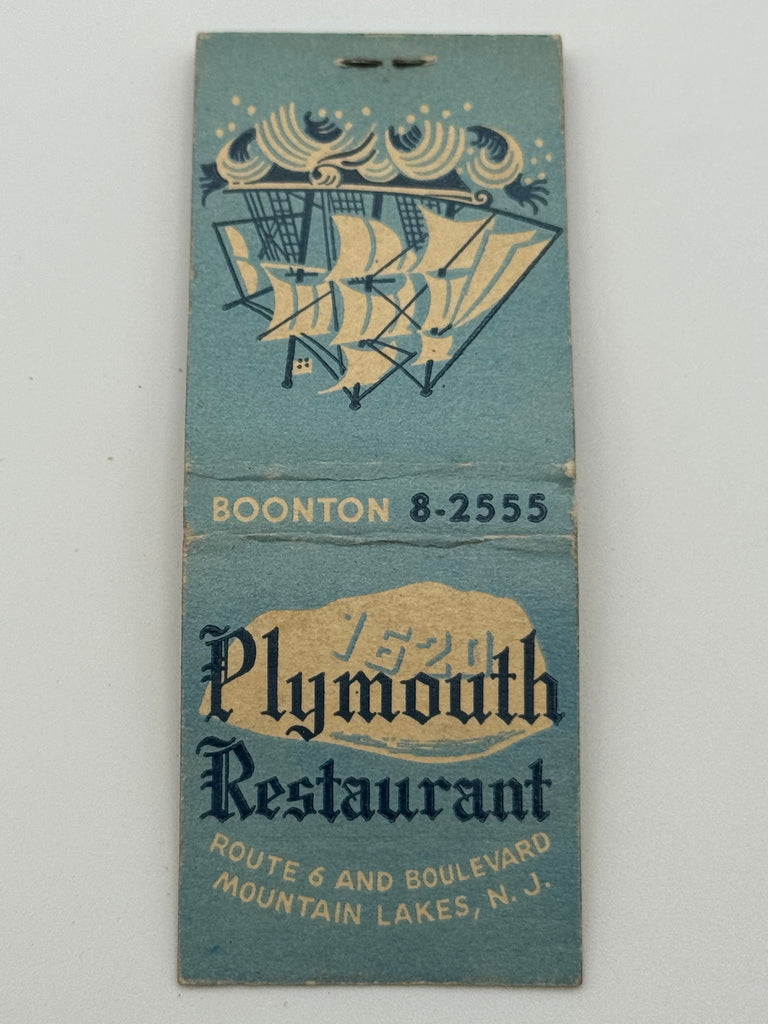 BOONTON 8-2555
1620
Plymouth
Restaurant
ROUTE 6 AND BOULEVARD
MOUNTAIN LAKES, N. J.